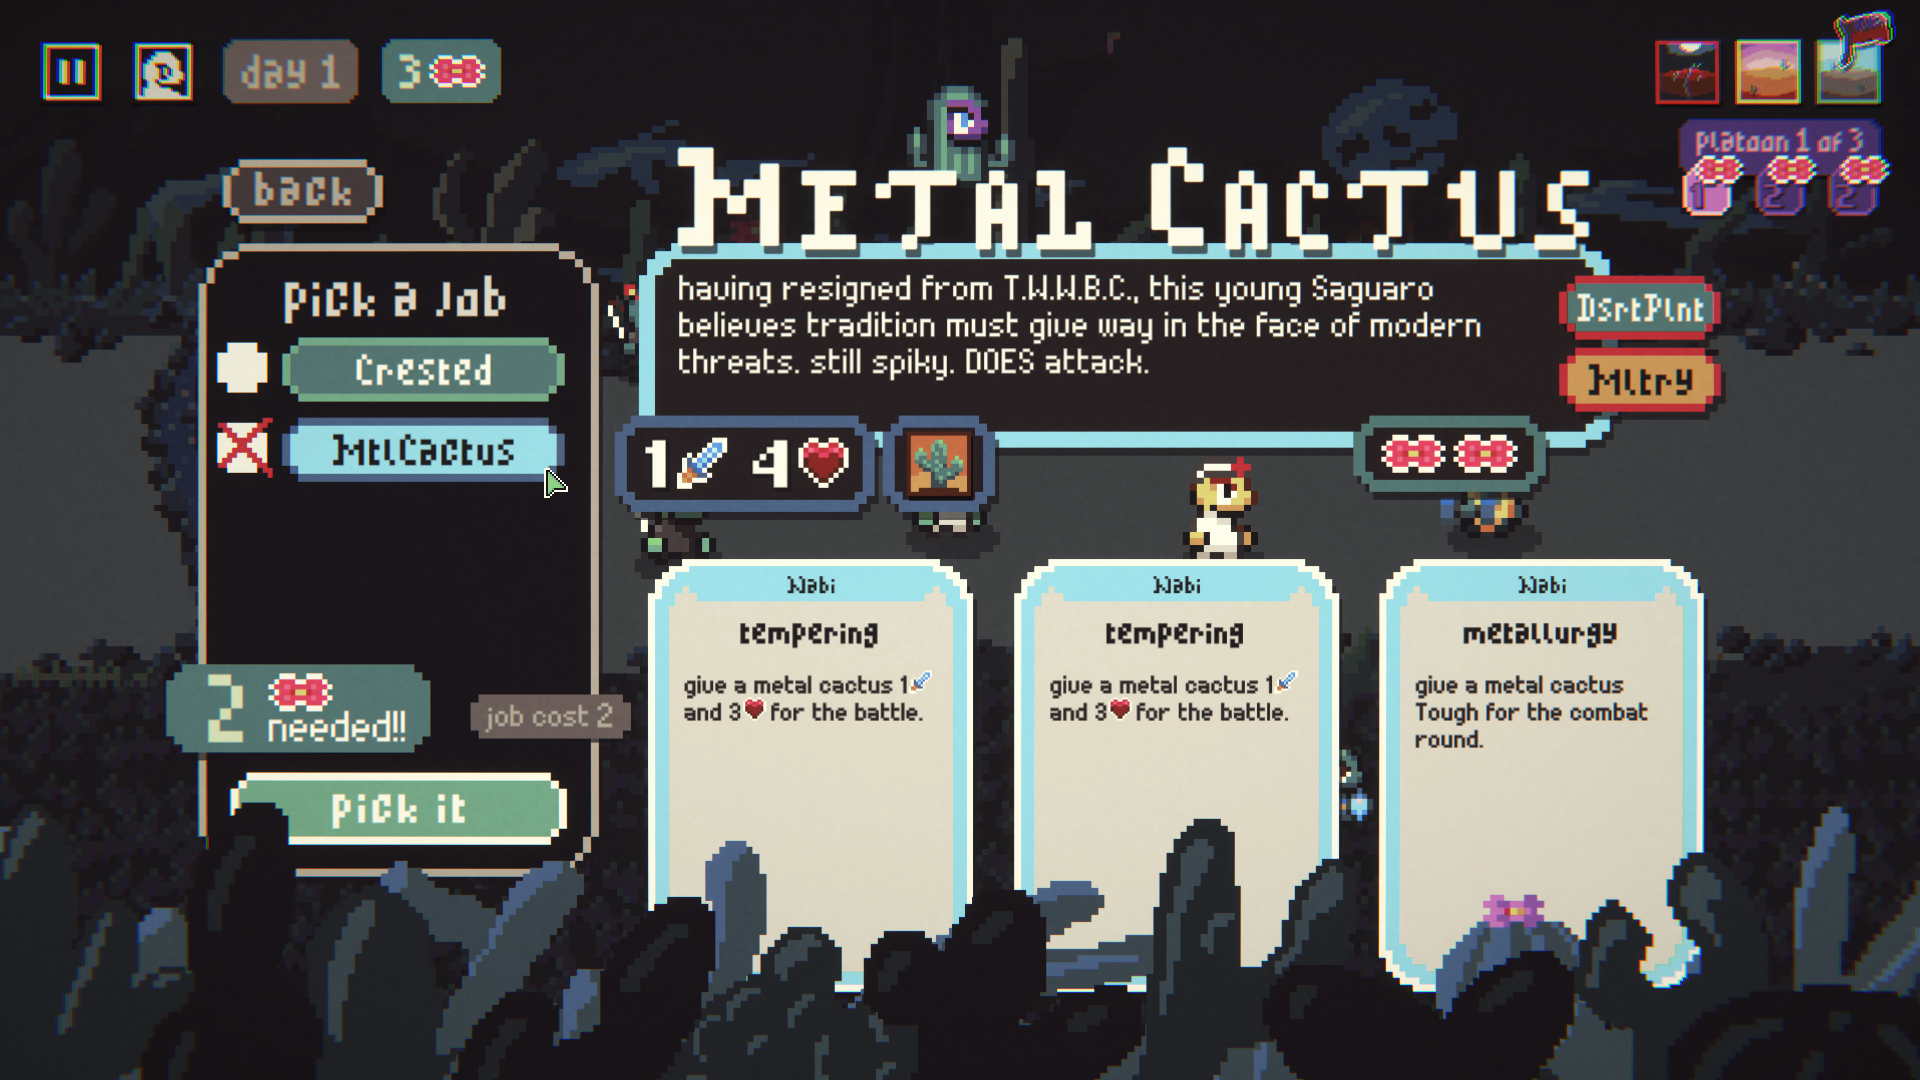 day 1
3
Platoon 1 of 3
1 2 2
back
Metal Cactus
having resigned from T.W.W.B.C., this young Saguaro
believes tradition must give way in the face of modern
threats. still spiky. DOES attack.
DsrtPlnt
Mltry
1 4
Pick a Job
Crested
MtlCactus
2
needed!!
job cost 2
Pick it
Nabi
tempering
give a metal cactus 1
and 3 for the battle.
Nabi
tempering
give a metal cactus 1
and 3 for the battle.
Nabi
metallurgy
give a metal cactus
Tough for the combat
round.